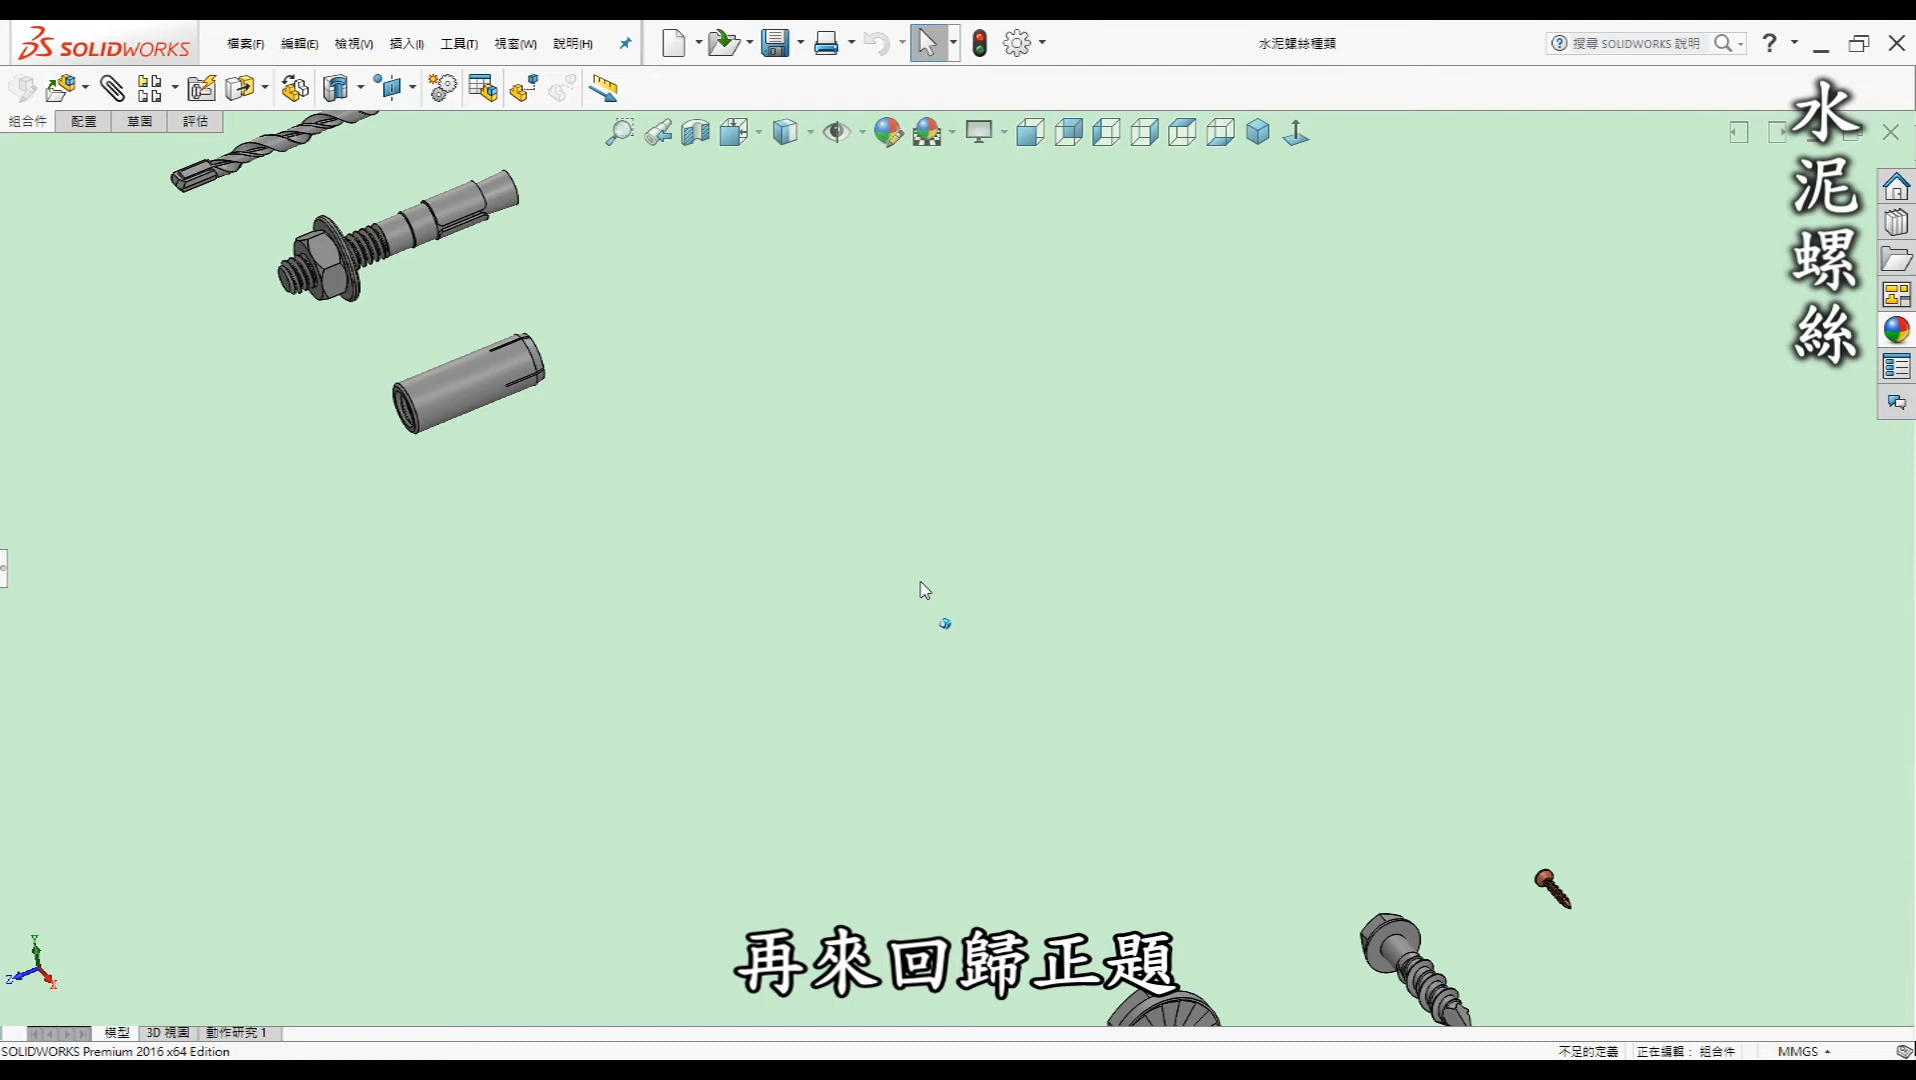 SOLIDWORKS
檔案(F) 編輯(E) 檢視(V) 插入(I) 工具(T) 視窗(W) 說明(H)
水泥螺絲種類
搜尋 SOLIDWORKS 說明
組合件 配置 草圖 評估
水泥螺絲
再來回歸正題
模型 3D 視圖 動作研究 1
SOLIDWORKS Premium 2016 x64 Edition
不足的定義 正在編輯： 組合件 MMGS
Y
Z
X